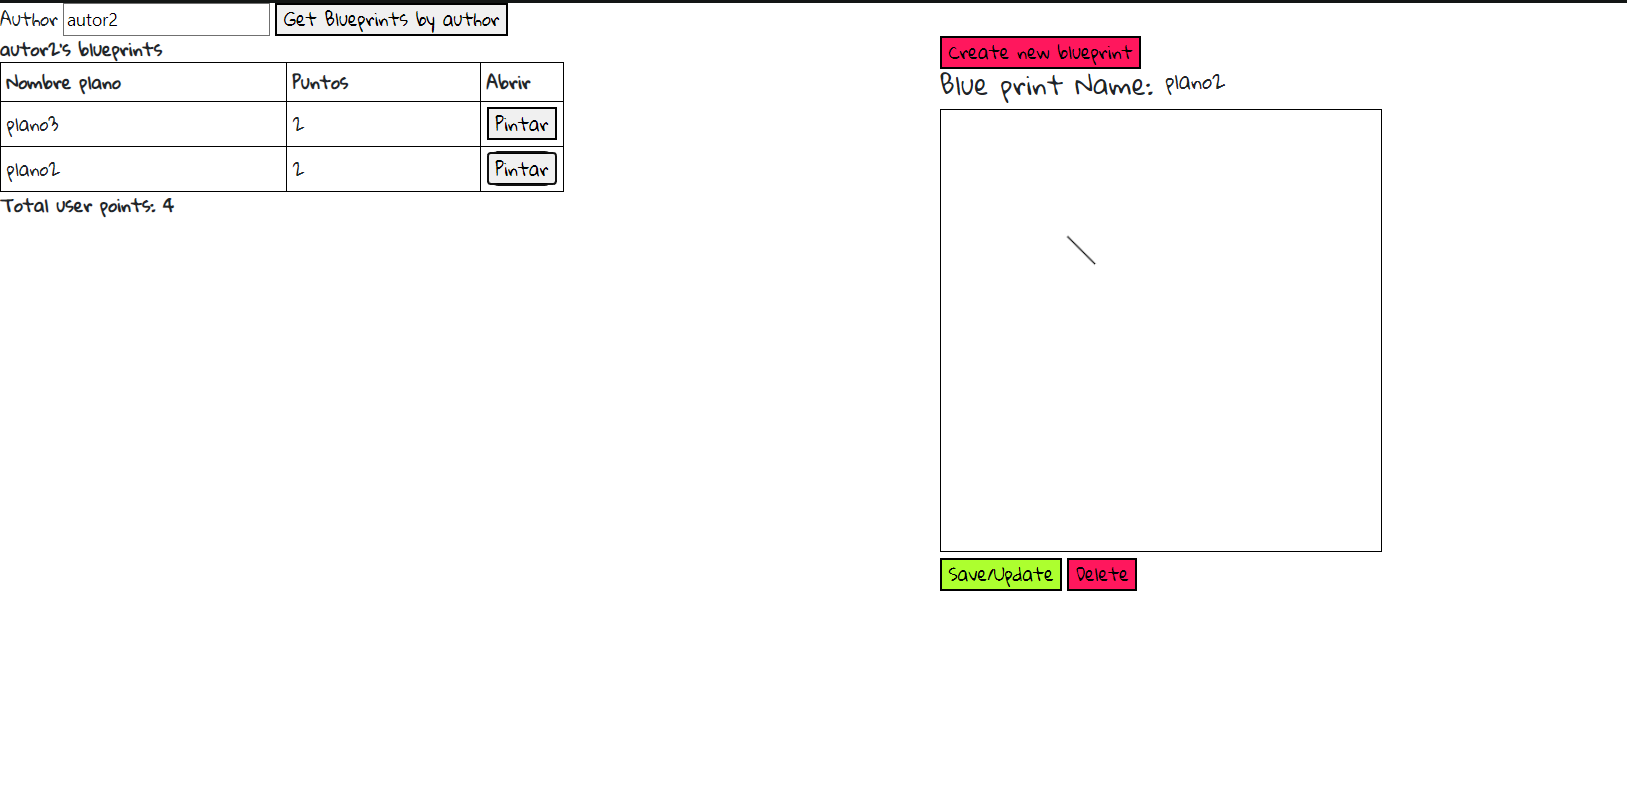 Author autor2 Get Blueprints by author
autor2's blueprints
Nombre plano Puntos Abrir
plano3 2 Pintar
plano2 2 Pintar
Total user points: 4
Create new blueprint
Blue print Name: plano2
Save/Update Delete